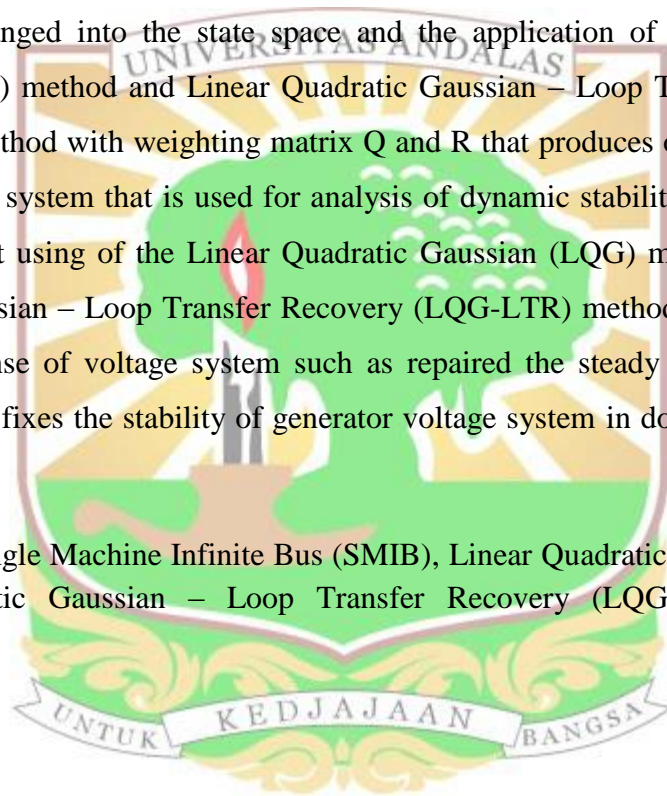 nged into the state space and the application of
UNIVERSITAS ANDALAS
) method and Linear Quadratic Gaussian – Loop T
thod with weighting matrix Q and R that produces
system that is used for analysis of dynamic stabilit
t using of the Linear Quadratic Gaussian (LQG) m
sian – Loop Transfer Recovery (LQG-LTR) method
nse of voltage system such as repaired the steady
fixes the stability of generator voltage system in do
ngle Machine Infinite Bus (SMIB), Linear Quadratic
tic Gaussian – Loop Transfer Recovery (LQG
UNTUK KEDJAJAAN BANGSA